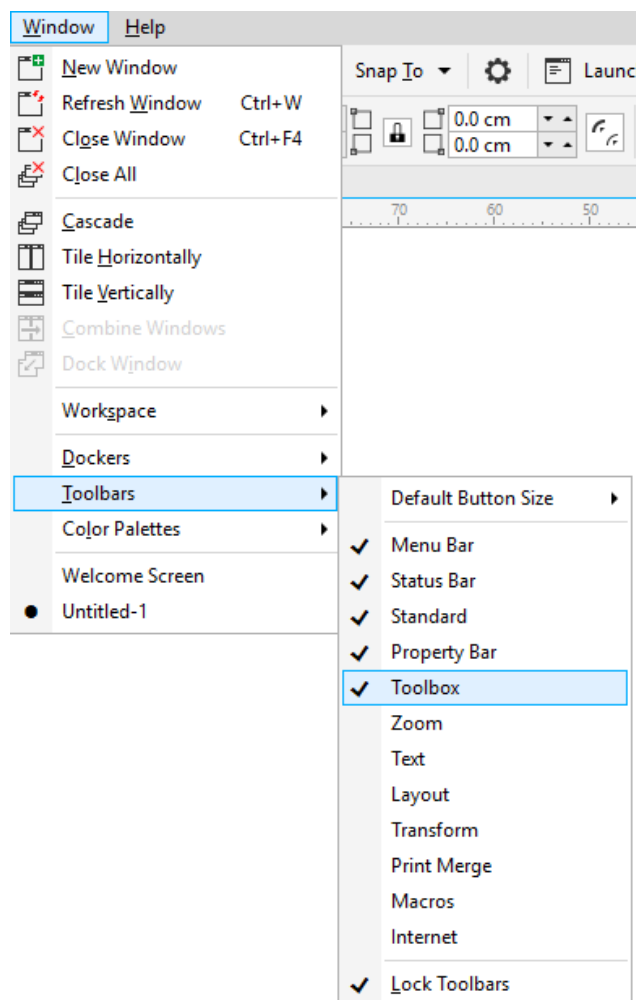 Window Help
New Window
Refresh Window Ctrl+W
Close Window Ctrl+F4
Close All
Cascade
Tile Horizontally
Tile Vertically
Combine Windows
Dock Window
Workspace
Dockers
Toolbars
Color Palettes
Welcome Screen
Untitled-1
Snap To Launc
0.0 cm
0.0 cm
70 60 50
Default Button Size
Menu Bar
Status Bar
Standard
Property Bar
Toolbox
Zoom
Text
Layout
Transform
Print Merge
Macros
Internet
Lock Toolbars